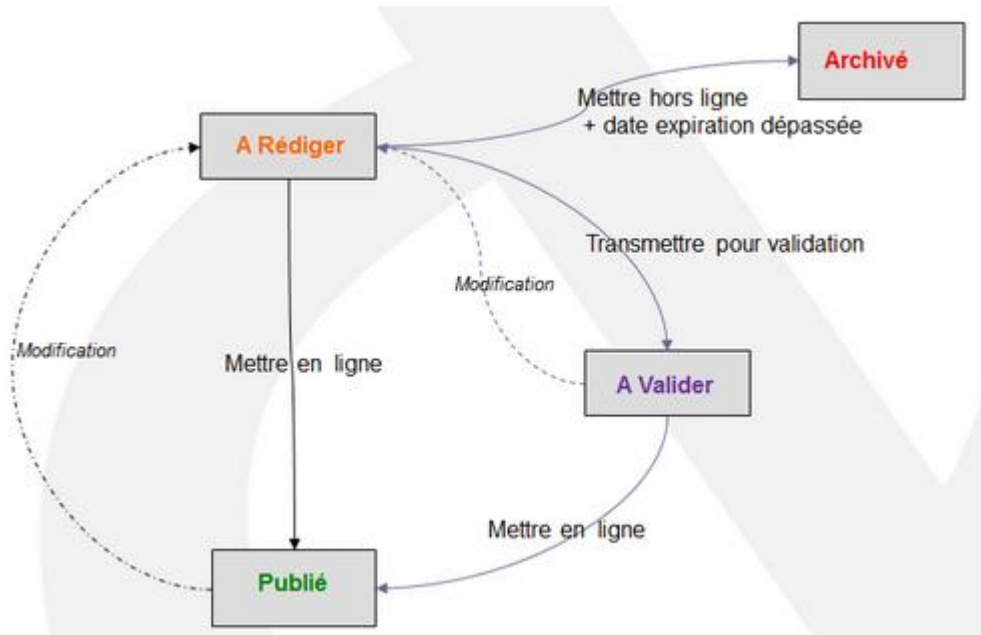 Archivé
Mettre hors ligne
+ date expiration dépassée
A Rédiger
Transmettre pour validation
Modification
Modification
Mettre en ligne
A Valider
Mettre en ligne
Publié